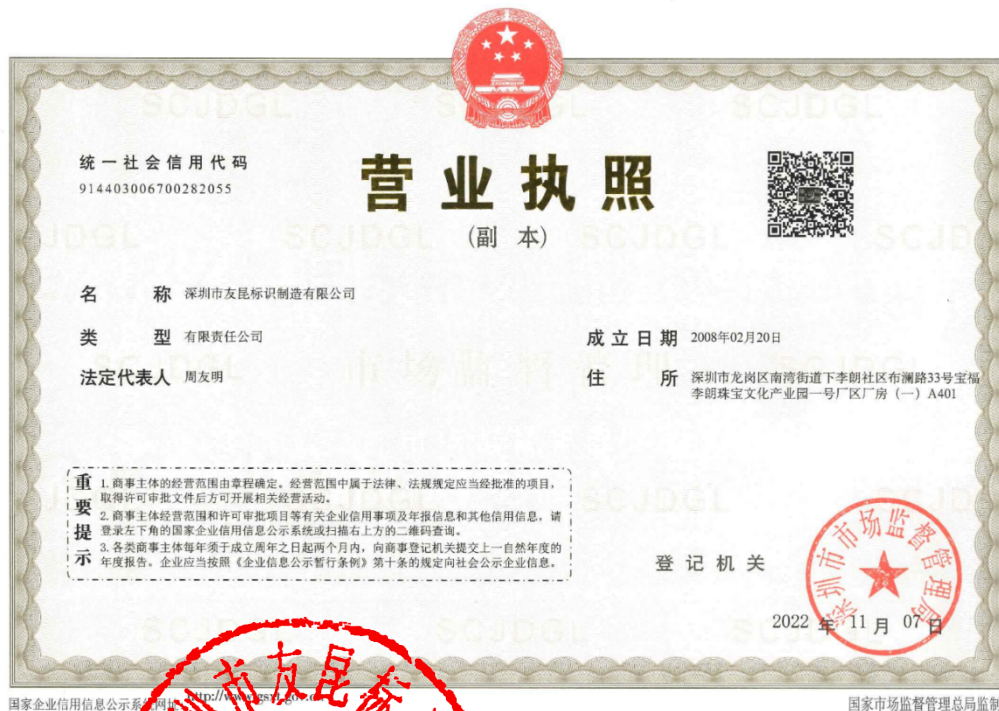 统一社会信用代码
914403006700282055
营业执照
(副 本)
名 称 深圳市友昆标识制造有限公司
类 型 有限责任公司
法定代表人 周友明
成立日期 2008年02月20日
住 所 深圳市龙岗区南湾街道下李朗社区布澜路33号宝福
李朗珠宝文化产业园一号厂区厂房（一）A401
重要提示
1. 商事主体的经营范围由章程确定。经营范围中属于法律、法规规定应当经批准的项目，
取得许可审批文件后方可开展相关经营活动。
2. 商事主体经营范围和许可审批项目等有关企业信用事项及年报信息和其他信用信息，请
登录左下角的国家企业信用信息公示系统或扫描右上方的二维码查询。
3. 各类商事主体每年须于成立周年之日起两个月内，向商事登记机关提交上一自然年度的
年度报告。企业应当按照《企业信息公示暂行条例》第十条的规定向社会公示企业信息。
登记机关
深圳市市场监督管理局
2022 年 11 月 07 日
SCJDGL
市场监督管理
圳市友昆标
国家企业信用信息公示系统网址
http://www.gsxt.gov.cn
国家市场监督管理总局监制